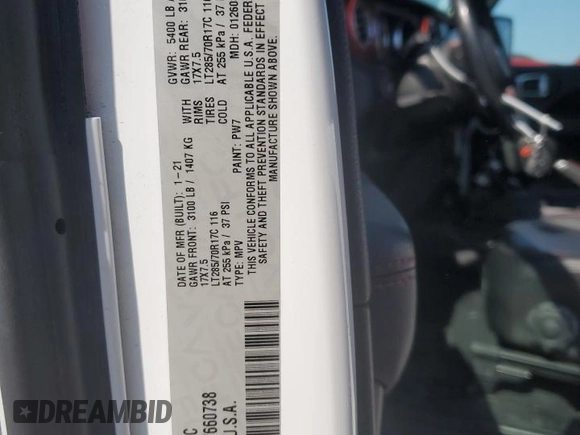 DATE OF MFR (BUILT): 1-21 GVWR: 5400 LB
GAWR FRONT: 3100 LB / 1407 KG WITH GAWR REAR:
17X7.5 RIMS 17X7.5
LT285/70R17C 116 TIRES LT285/70R17C 116
AT 255 kPa / 37 PSI COLD AT 255 kPa / 37
TYPE: MPV PAINT: PW7 MDH:
THIS VEHICLE CONFORMS TO ALL APPLICABLE U.S.A. FEDER
SAFETY AND THEFT PREVENTION STANDARDS IN EFFECT
MANUFACTURE SHOWN ABOVE.
660738
U.S.A.
DREAMBID